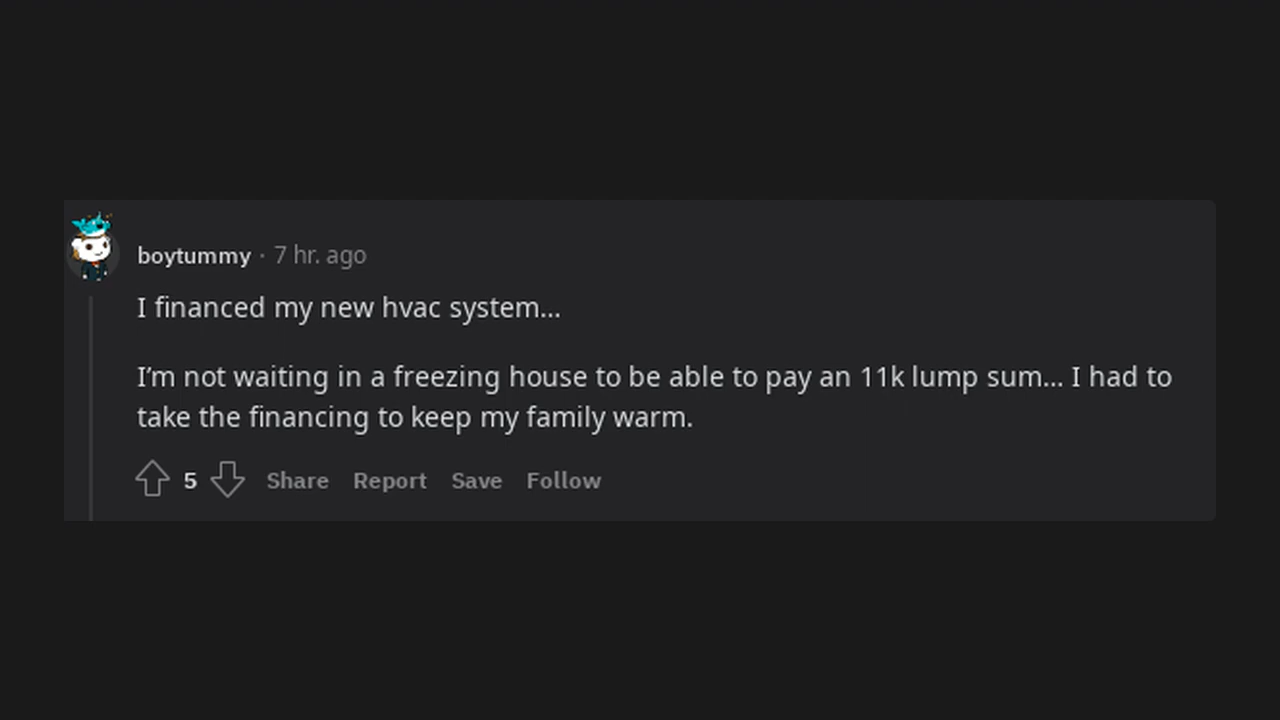 boytummy · 7 hr. ago
I financed my new hvac system...
I’m not waiting in a freezing house to be able to pay an 11k lump sum... I had to
take the financing to keep my family warm.
5 Share Report Save Follow